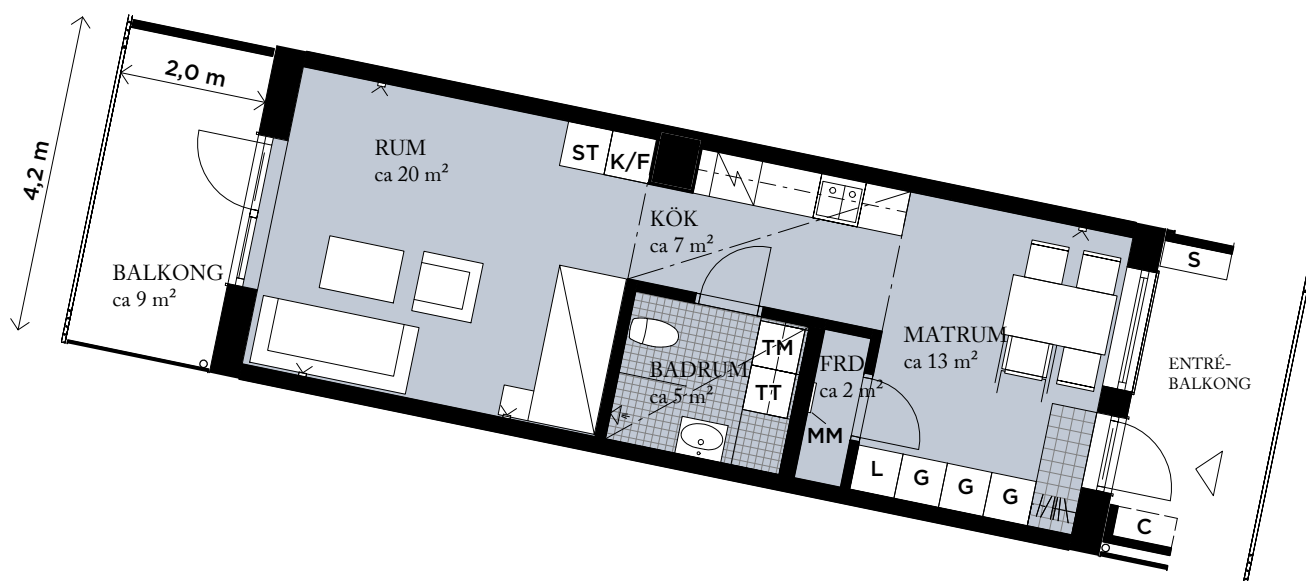 2,0 m
4,2 m
RUM
ca 20 m²
ST
K/F
KÖK
ca 7 m²
BALKONG
ca 9 m²
S
MATRUM
ca 13 m²
TM
BADRUM
ca 5 m²
TT
FRD
ca 2 m²
MM
ENTRÉ-
BALKONG
L
G
G
G
C